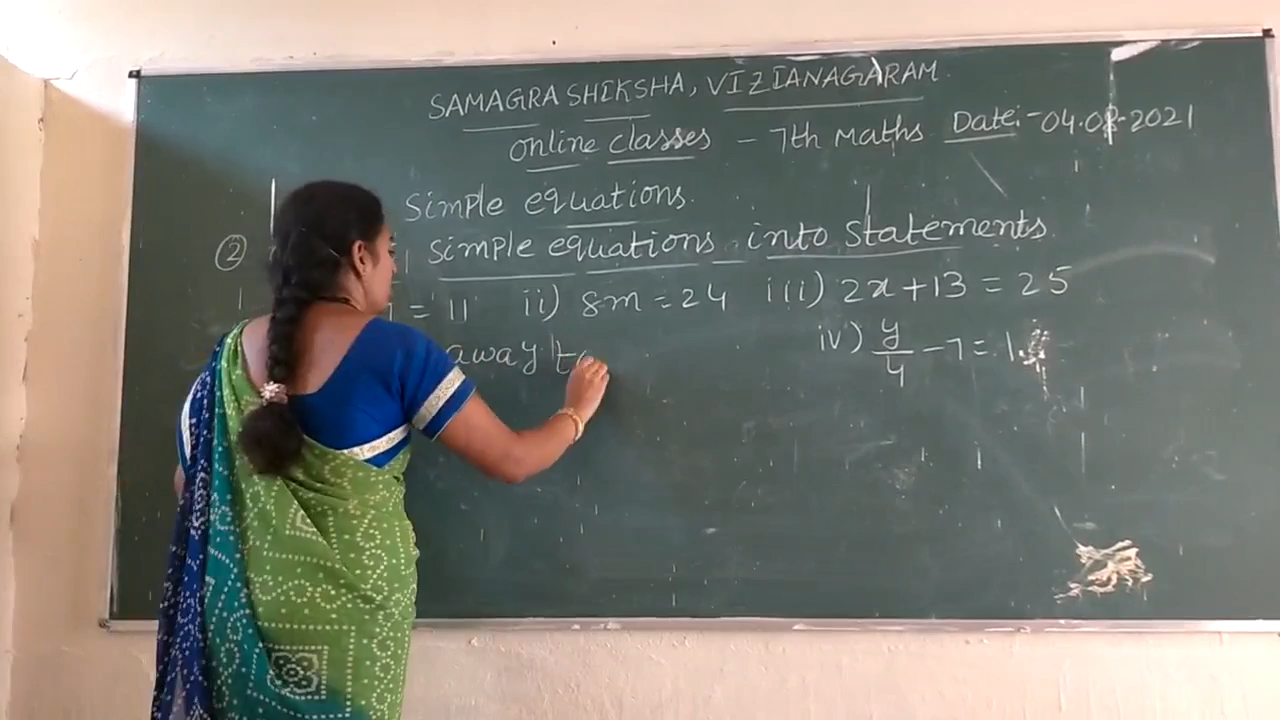 SAMAGRA SHIKSHA, VIZIANAGARAM
online classes - 7th Maths Date:- 04.08.2021
Simple equations.
② simple equations into statements
= 11 ii) 8m = 24 iii) 2x + 13 = 25
iv) y/4 - 7 = 1
away